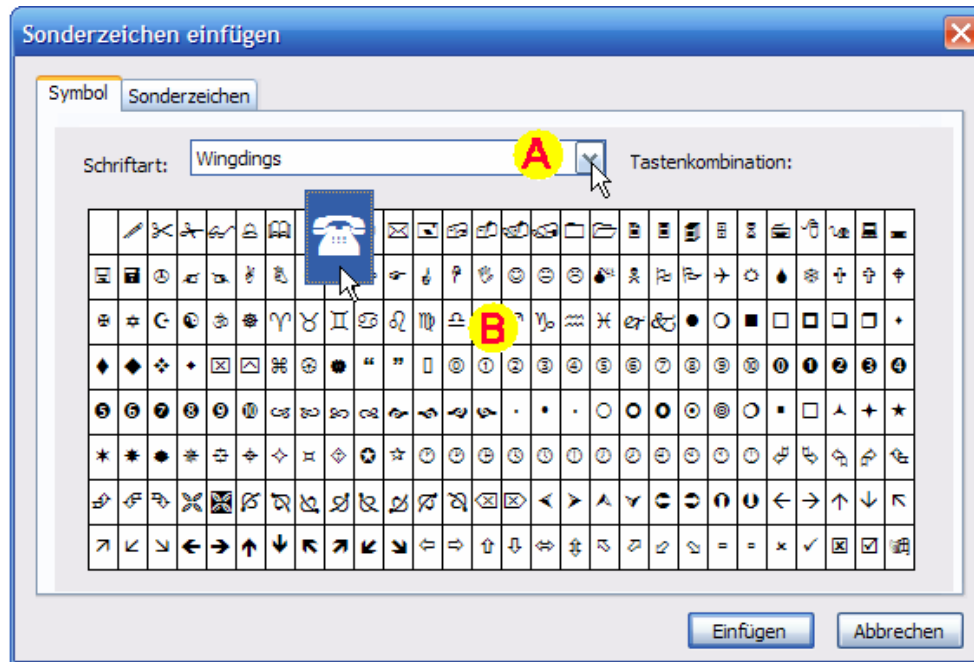 Sonderzeichen einfügen
Symbol Sonderzeichen
Schriftart: Wingdings A Tastenkombination:
B
Einfügen Abbrechen